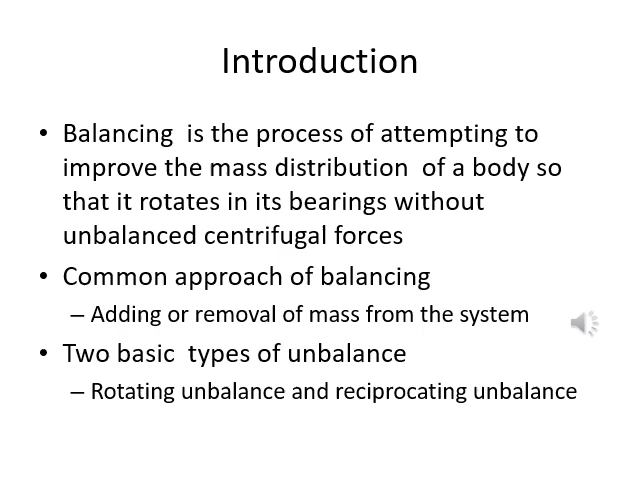 Introduction
• Balancing  is the process of attempting to
improve the mass distribution  of a body so
that it rotates in its bearings without
unbalanced centrifugal forces
• Common approach of balancing
– Adding or removal of mass from the system
• Two basic  types of unbalance
– Rotating unbalance and reciprocating unbalance